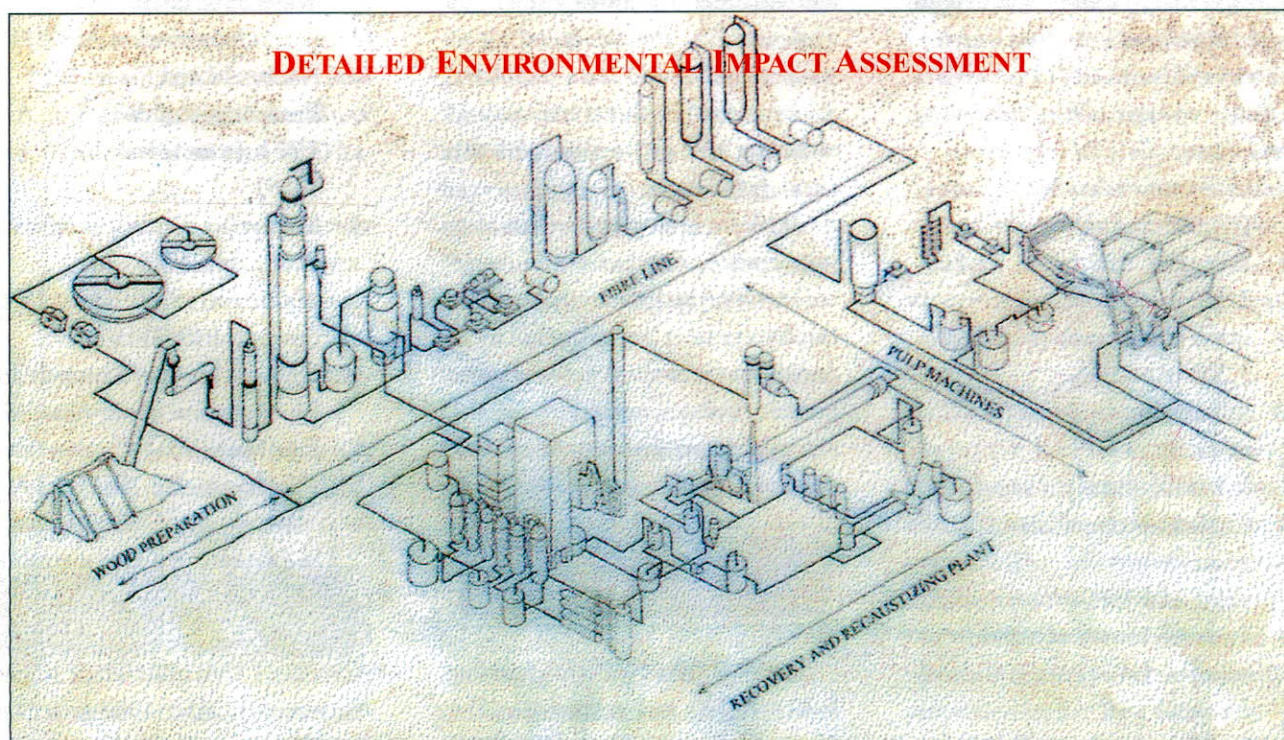 DETAILED ENVIRONMENTAL IMPACT ASSESSMENT
FIBRE LINE
PULP MACHINES
WOOD PREPARATION
RECOVERY AND RECAUSTIZING PLANT